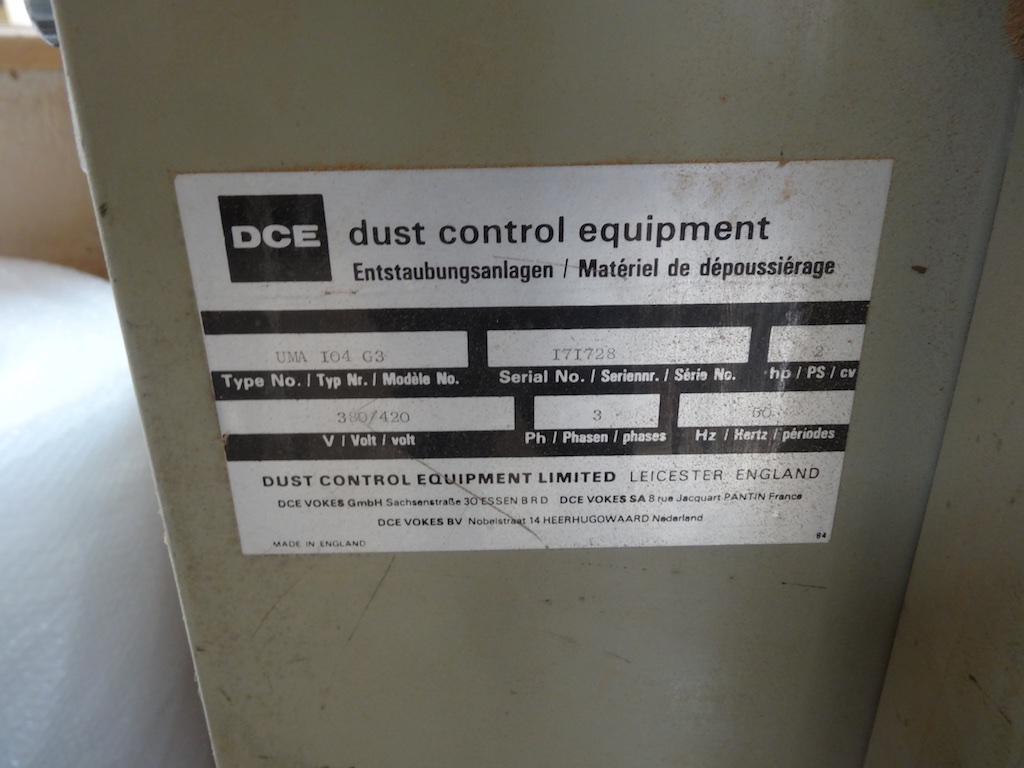 DCE dust control equipment
Entstaubungsanlagen / Matériel de dépoussiérage
UMA I04 G3 I7I728 2
Type No. / Typ Nr. / Modèle No. Serial No. / Seriennr. / Série No. hp / PS / cv
380/420 3
V / Volt / volt Ph / Phasen / phases Hz / Hertz / périodes
DUST CONTROL EQUIPMENT LIMITED LEICESTER ENGLAND
DCE VOKES GmbH Sachsenstraße 30 ESSEN B R D DCE VOKES SA 8 rue Jacquart PANTIN France
DCE VOKES BV Nobelstraat 14 HEERHUGOWAARD Nederland
MADE IN ENGLAND 84